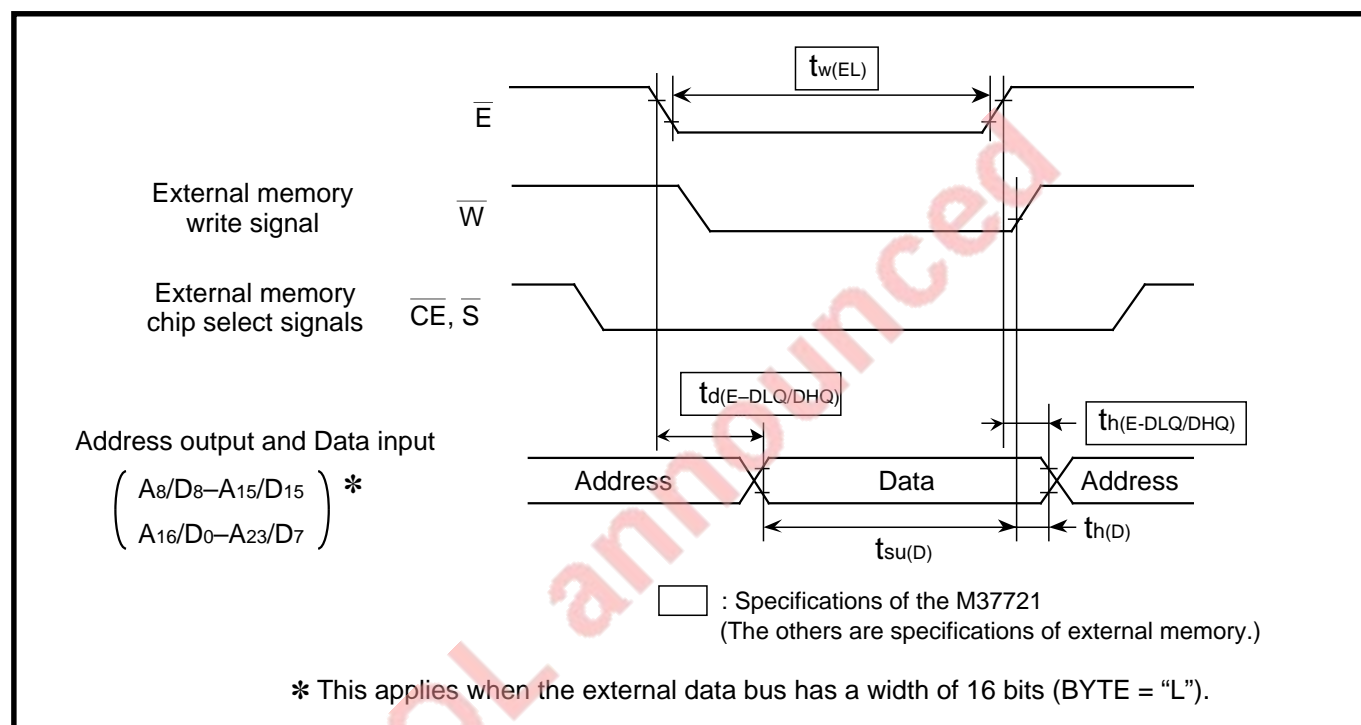 tw(EL)
E
External memory
write signal
W
External memory
chip select signals
CE, S
td(E–DLQ/DHQ)
th(E-DLQ/DHQ)
Address output and Data input
A8/D8–A15/D15
A16/D0–A23/D7
✻
Address
Data
Address
tsu(D)
th(D)
: Specifications of the M37721
(The others are specifications of external memory.)
✻ This applies when the external data bus has a width of 16 bits (BYTE = “L”).
OL announced